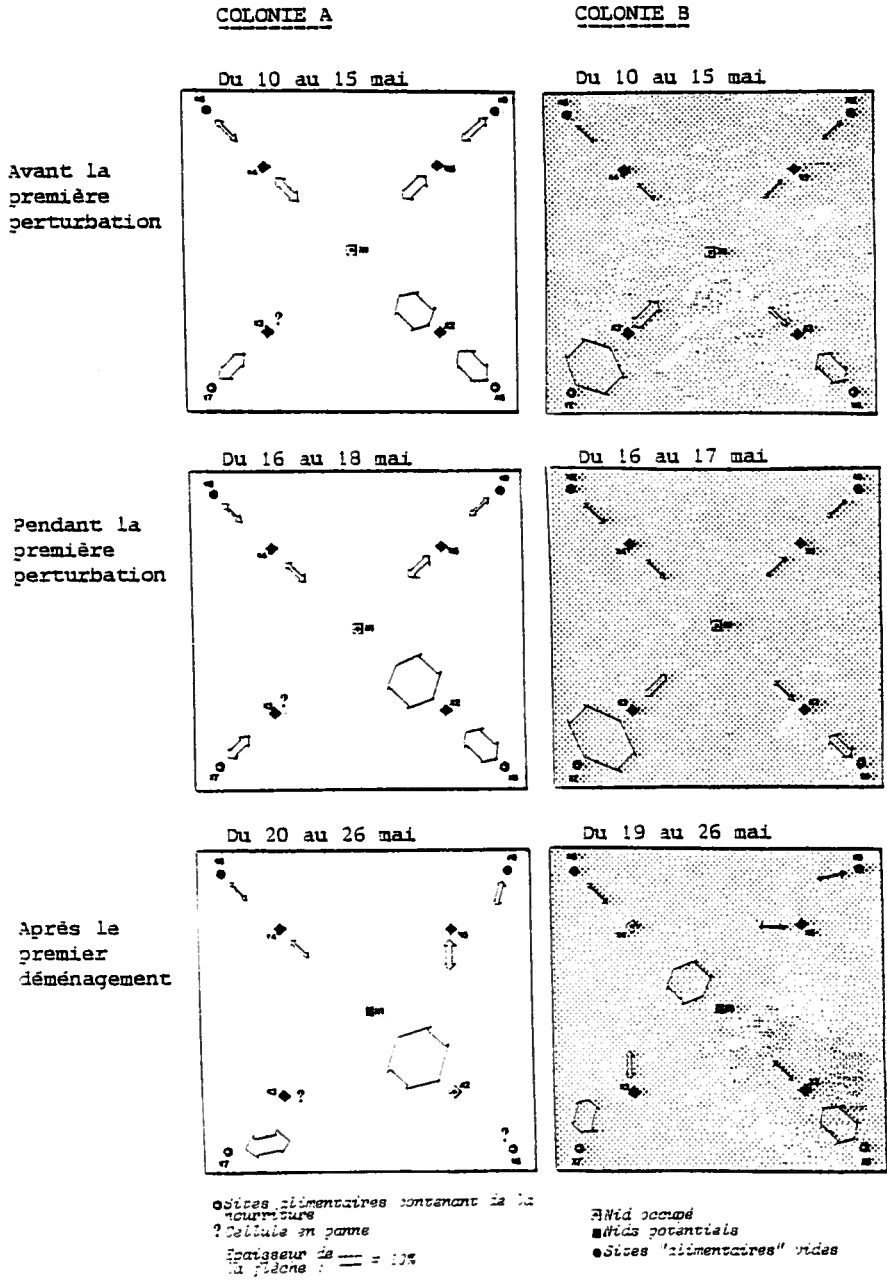 COLONIE A COLONIE B
Du 10 au 15 mai Du 10 au 15 mai
Avant la
première
perturbation
?
17
Du 16 au 18 mai Du 16 au 17 mai
Pendant la
première
perturbation
?
Du 20 au 26 mai Du 19 au 26 mai
Après le
premier
déménagement
?
?
Sites alimentaires contenant de la
nourriture
? Cellule en panne
Epaisseur de
la flèche : = 10%
Nid occupé
Nids potentials
Sites "alimentaires" vides